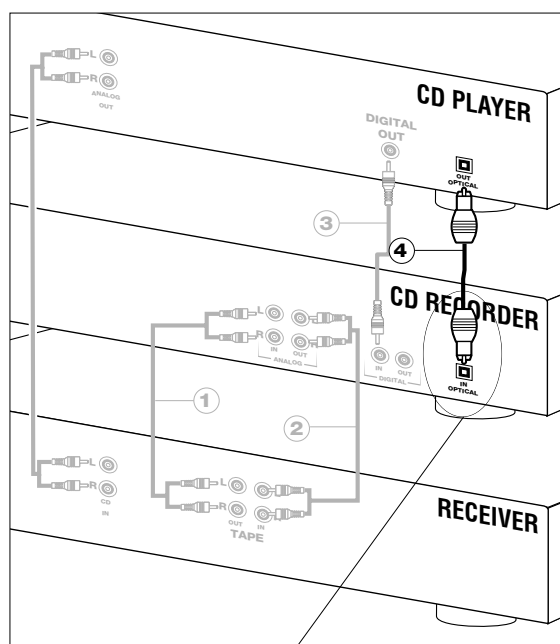 L
R
ANALOG
OUT
CD PLAYER
DIGITAL
OUT
OUT
OPTICAL
3
4
CD RECORDER
L
R
IN
OUT
ANALOG
IN
OUT
DIGITAL
IN
OPTICAL
1
2
L
R
CD
IN
L
R
OUT
IN
TAPE
RECEIVER